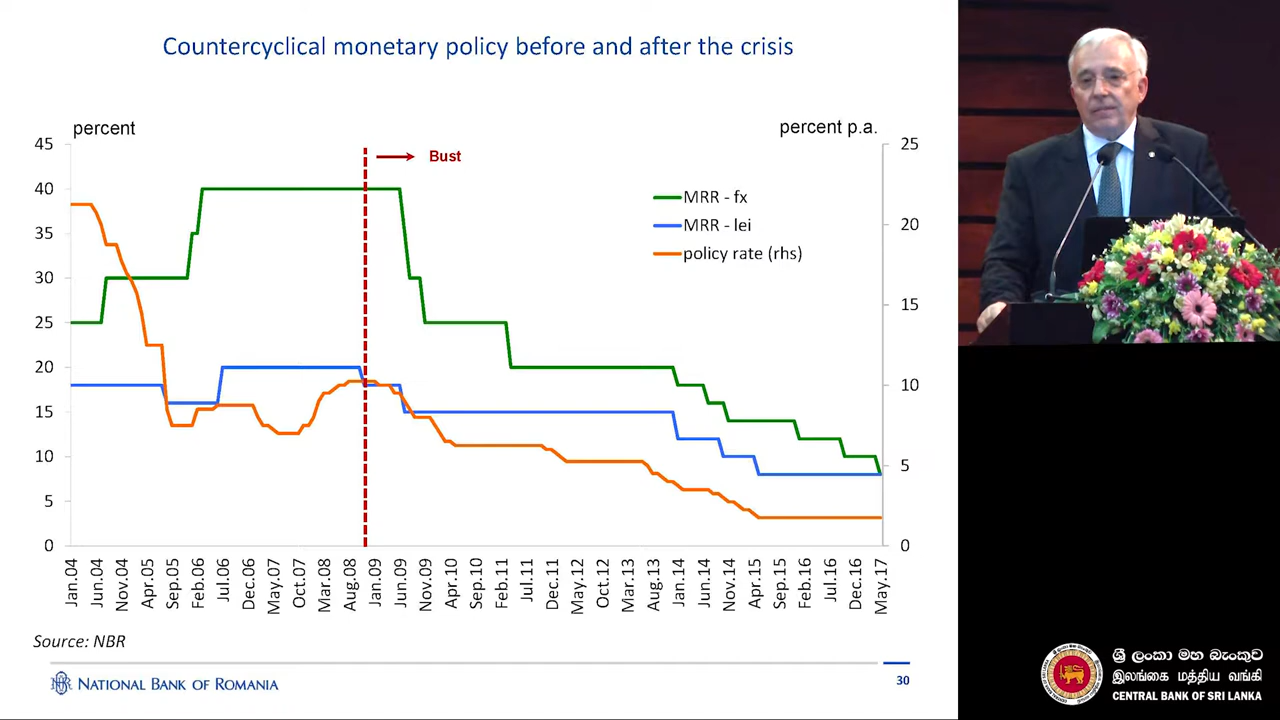 Countercyclical monetary policy before and after the crisis
percent
percent p.a.
45
40
35
30
25
20
15
10
5
0
25
20
15
10
5
0
Bust
MRR - fx
MRR - lei
policy rate (rhs)
Jan.04
Jun.04
Nov.04
Apr.05
Sep.05
Feb.06
Jul.06
Dec.06
May.07
Oct.07
Mar.08
Aug.08
Jan.09
Jun.09
Nov.09
Apr.10
Sep.10
Feb.11
Jul.11
Dec.11
May.12
Oct.12
Mar.13
Aug.13
Jan.14
Jun.14
Nov.14
Apr.15
Sep.15
Feb.16
Jul.16
Dec.16
May.17
Source: NBR
NATIONAL BANK OF ROMANIA
30
ශ්‍රී ලංකා මහ බැංකුව
இலங்கை மத்திய வங்கி
CENTRAL BANK OF SRI LANKA